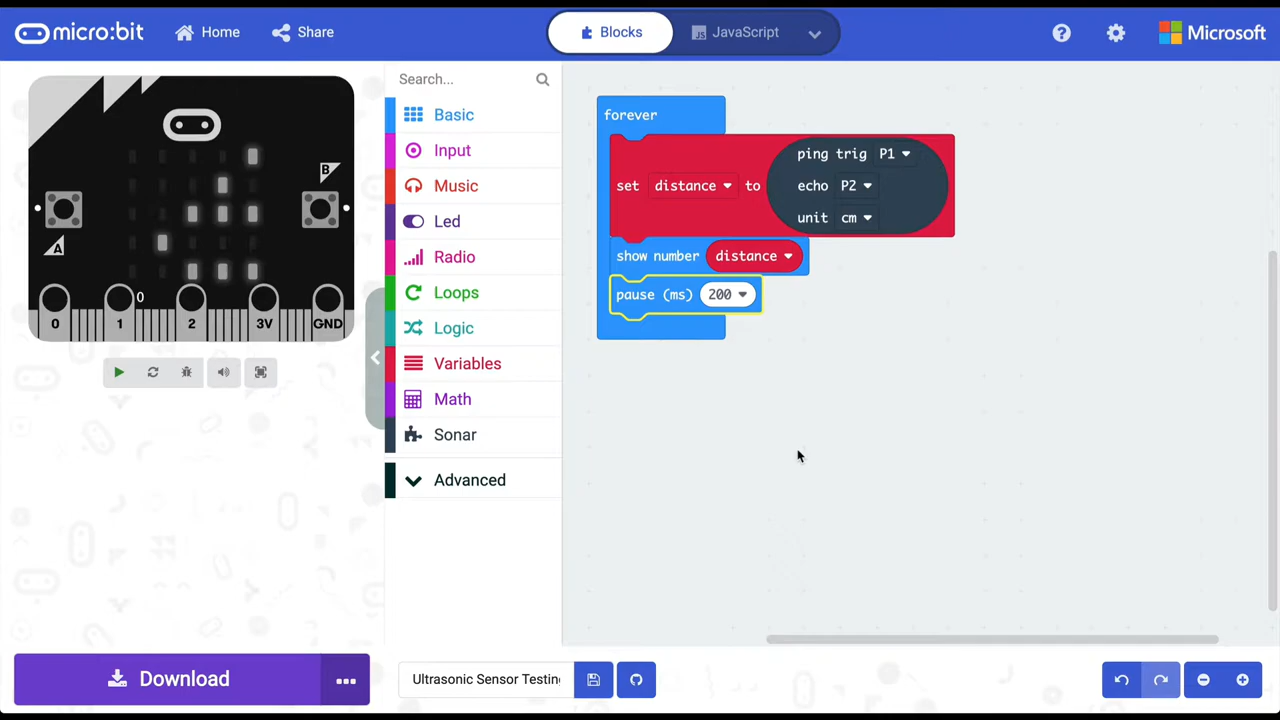 micro:bit Home Share Blocks JavaScript Microsoft
A
B
0
0 1 2 3V GND
Download
Search...
Basic
Input
Music
Led
Radio
Loops
Logic
Variables
Math
Sonar
Advanced
forever
set distance to ping trig P1
echo P2
unit cm
show number distance
pause (ms) 200
Ultrasonic Sensor Testin